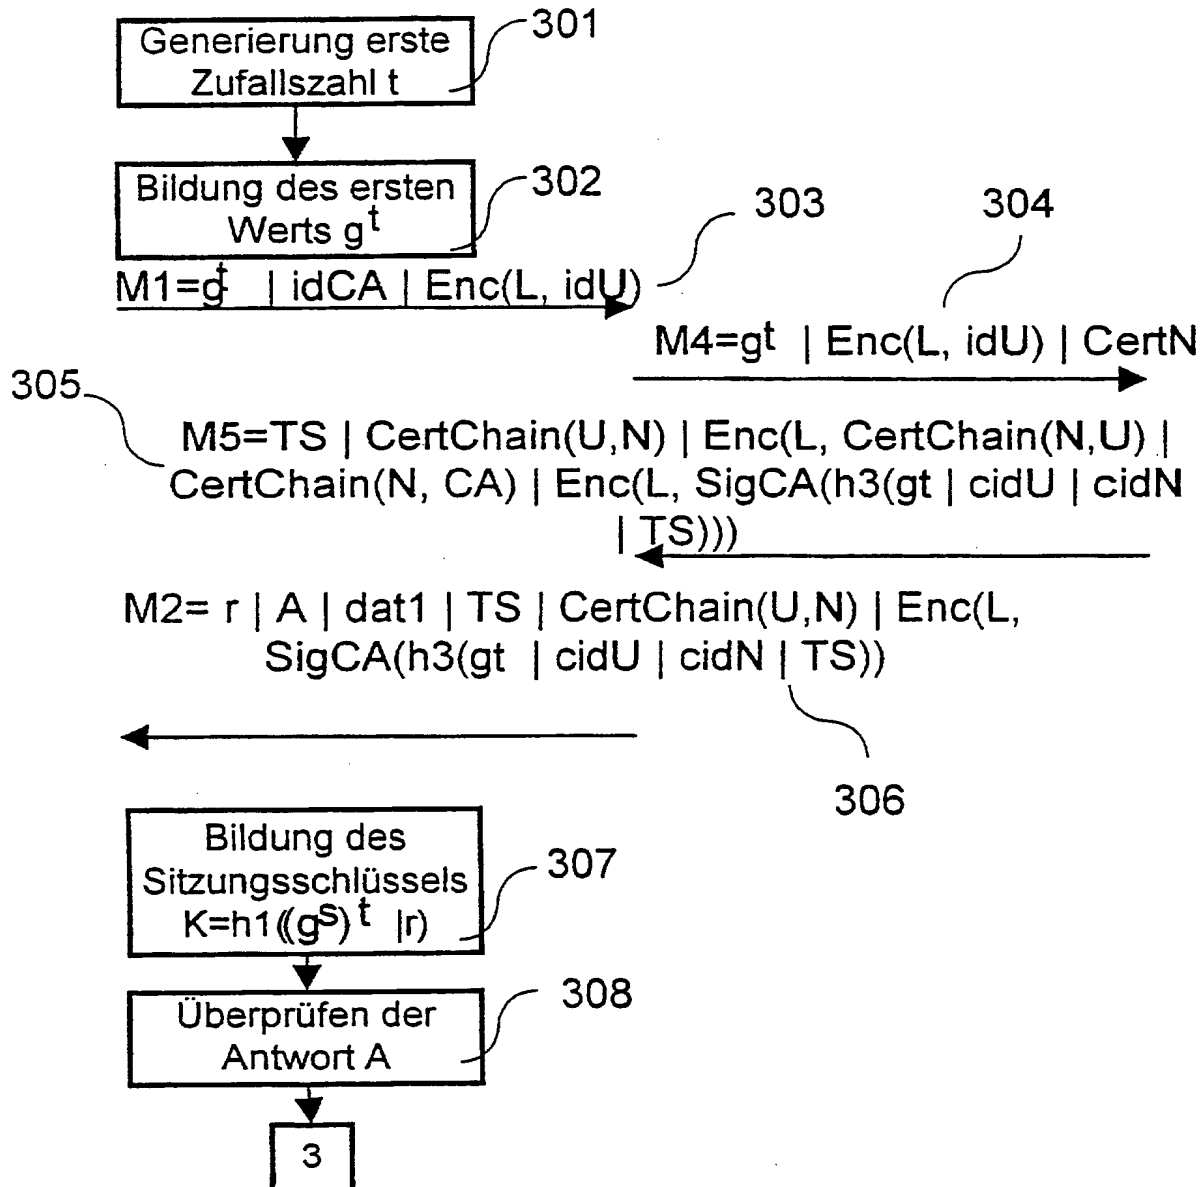 Generierung erste
Zufallszahl t
301
Bildung des ersten
Werts g^t
302
303
304
M1=g^t | idCA | Enc(L, idU)
M4=gt | Enc(L, idU) | CertN
305
M5=TS | CertChain(U,N) | Enc(L, CertChain(N,U) |
CertChain(N, CA) | Enc(L, SigCA(h3(gt | cidU | cidN
| TS)))
M2= r | A | dat1 | TS | CertChain(U,N) | Enc(L,
SigCA(h3(gt | cidU | cidN | TS))
306
Bildung des
Sitzungsschlüssels
K=h1((g^s)^t |r)
307
Überprüfen der
Antwort A
308
3